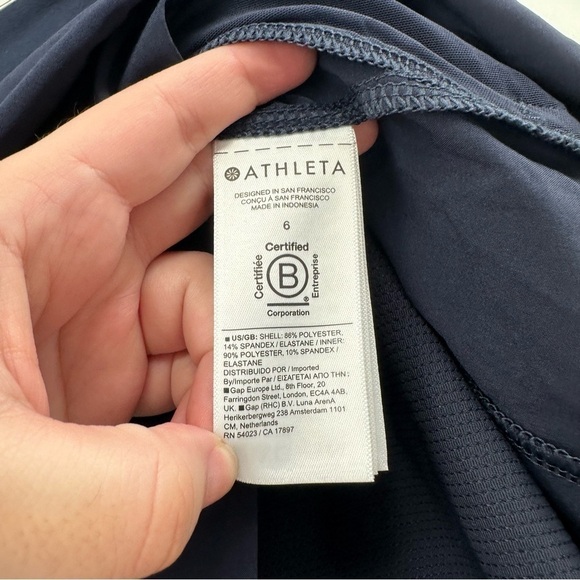 ATHLETA
DESIGNED IN SAN FRANCISCO
CONÇU À SAN FRANCISCO
MADE IN INDONESIA
6
Certified
Certifiée
B
Entreprise
®
Corporation
US/GB: SHELL: 86% POLYESTER,
14% SPANDEX / ELASTANE / INNER:
90% POLYESTER, 10% SPANDEX /
ELASTANE
DISTRIBUIDO POR / Imported
By/Importe Par / ΕΙΣΑΓΕΤΑΙ ΑΠΟ ΤΗΝ :
Gap Europe Ltd., 8th Floor, 20
Farringdon Street, London, EC4A 4AB,
UK. Gap (RHC) B.V. Luna ArenA
Herikerbergweg 238 Amsterdam 1101
CM, Netherlands
RN 54023 / CA 17897